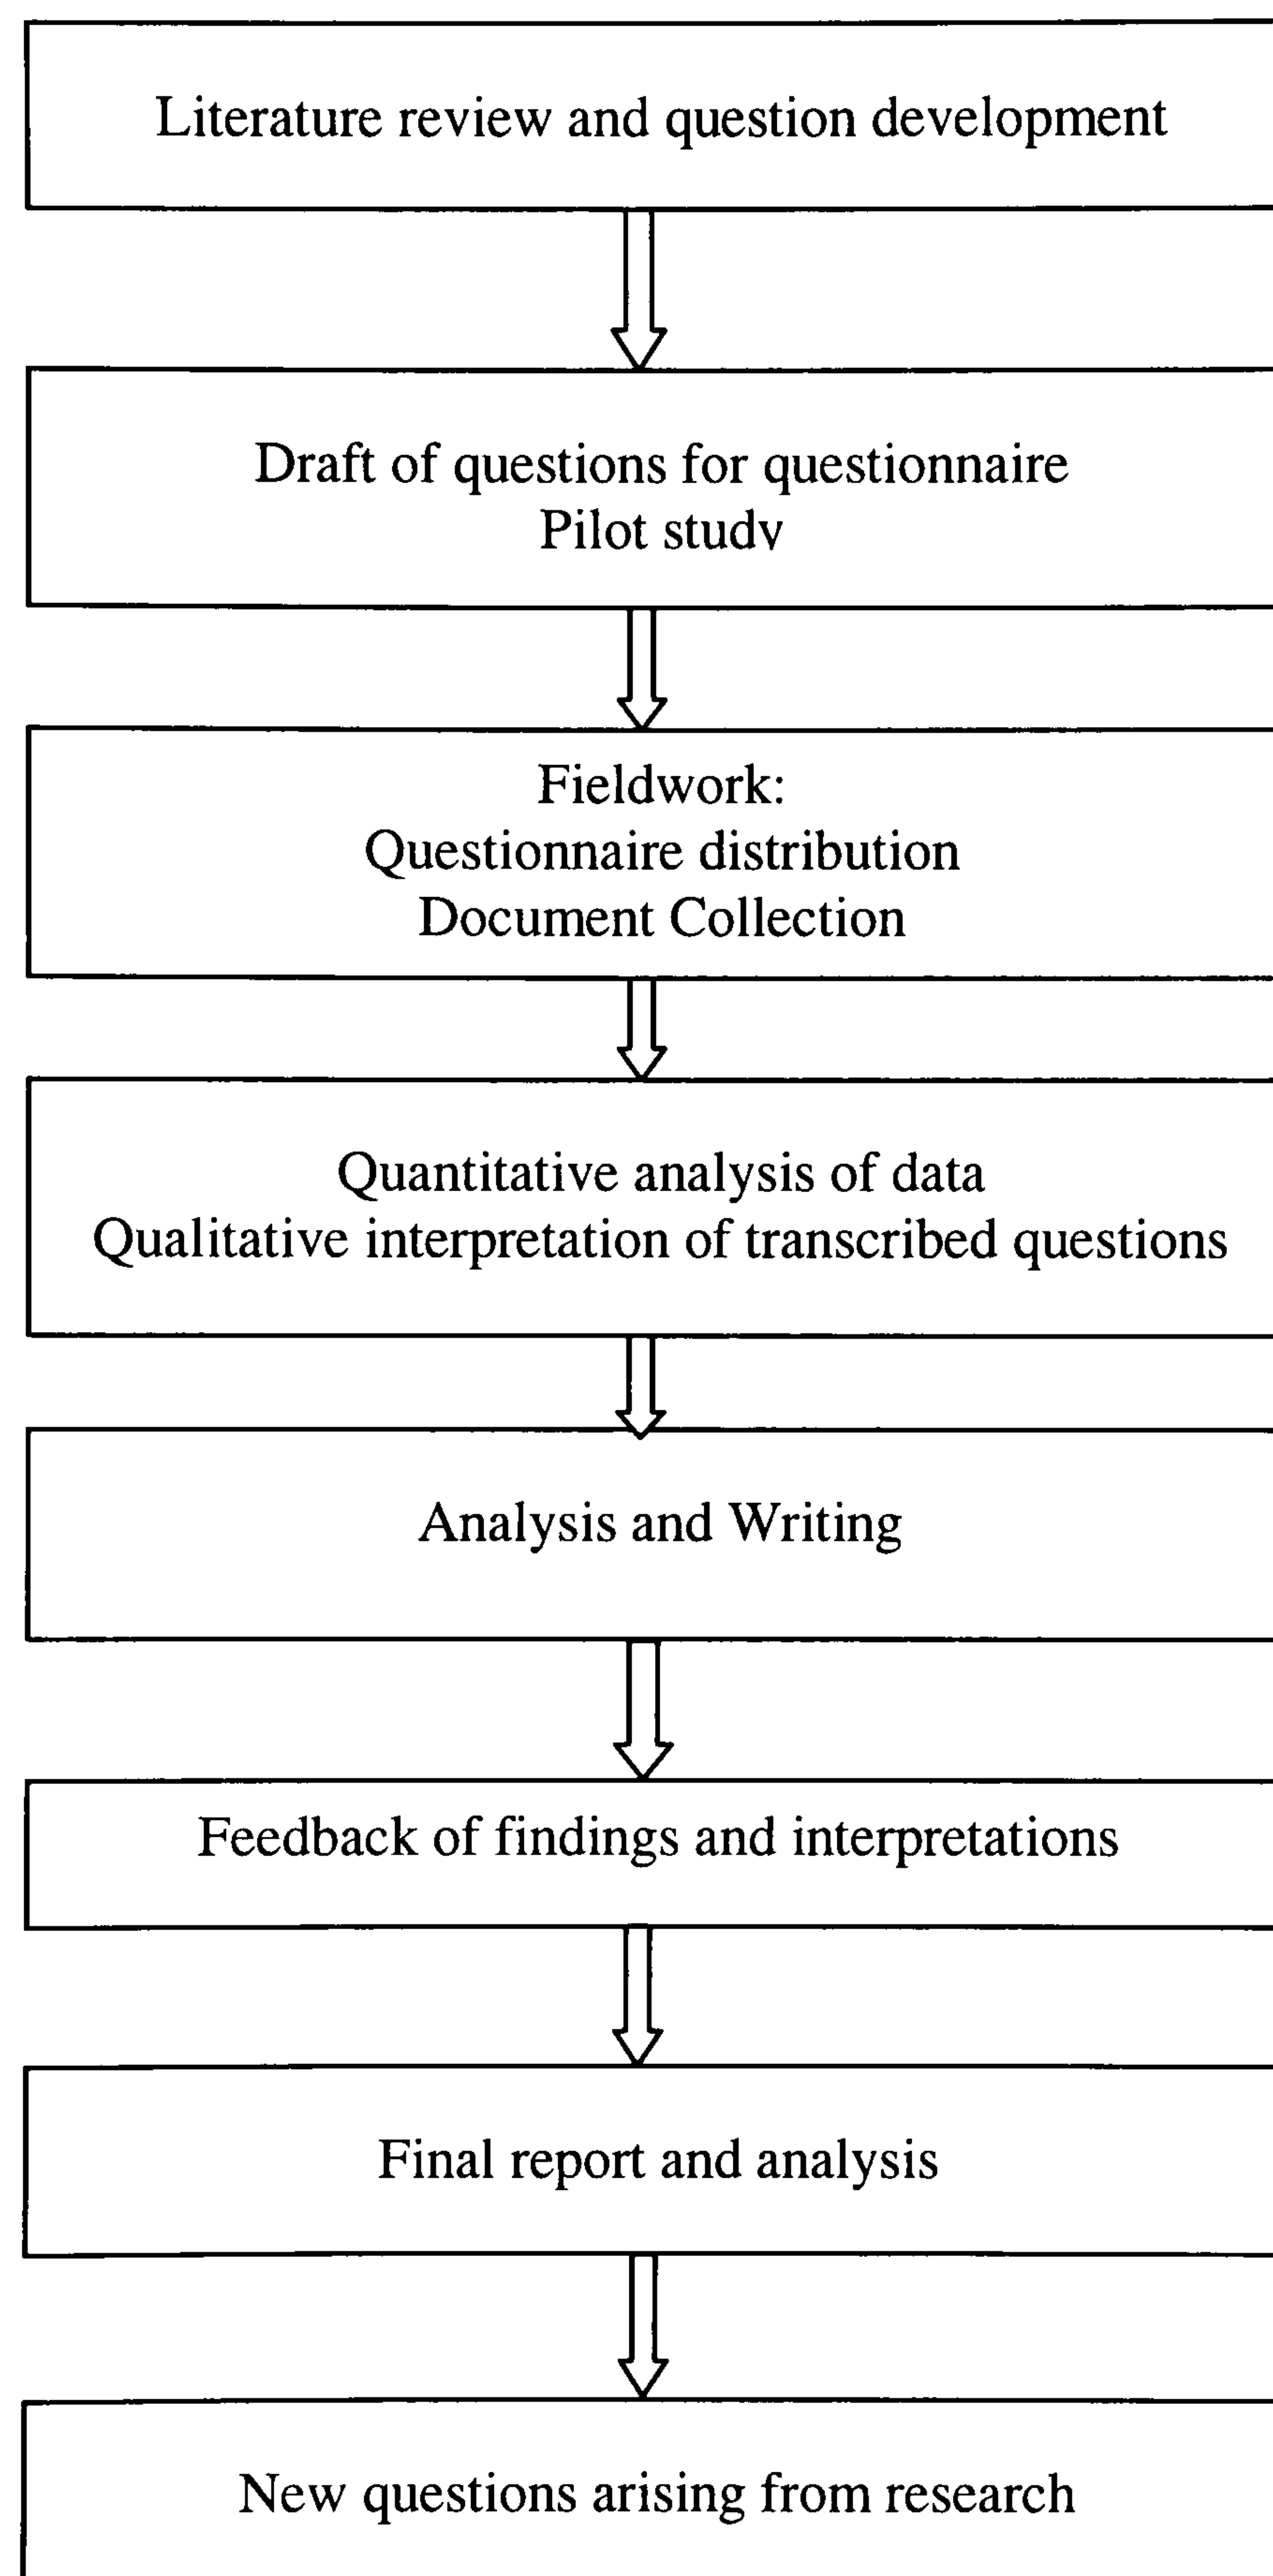 Literature review and question development
Draft of questions for questionnaire
Pilot study
Fieldwork:
Questionnaire distribution
Document Collection
Quantitative analysis of data
Qualitative interpretation of transcribed questions
Analysis and Writing
Feedback of findings and interpretations
Final report and analysis
New questions arising from research